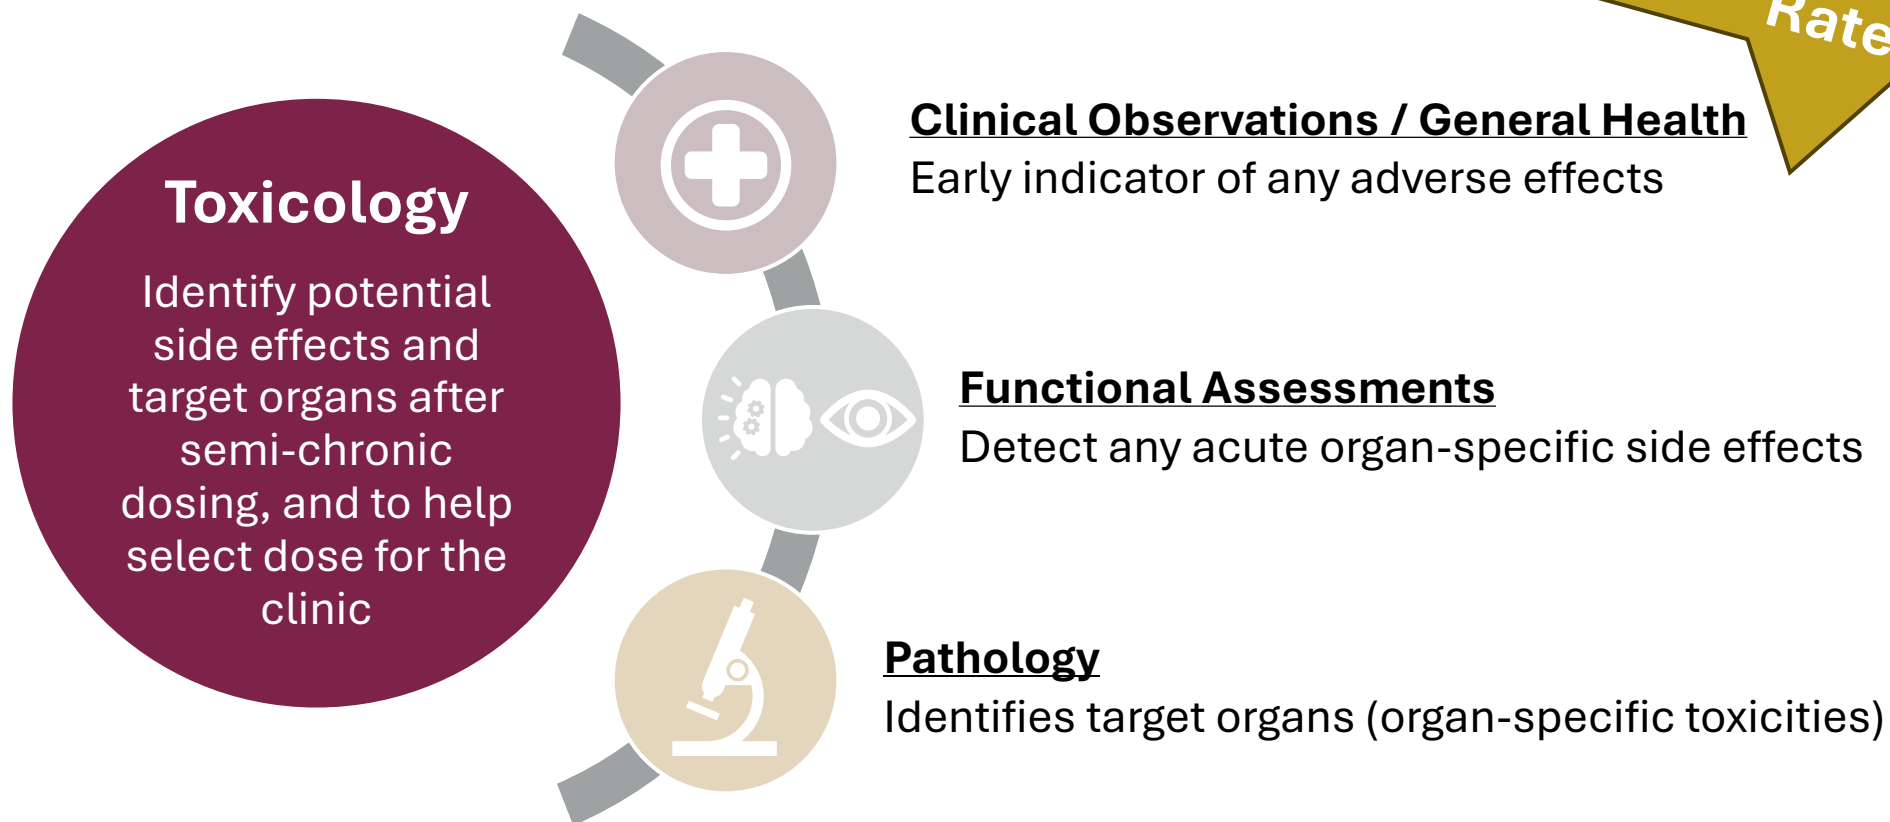 Rate
Clinical Observations / General Health
Early indicator of any adverse effects
Toxicology
Identify potential
side effects and
target organs after
semi-chronic
dosing, and to help
select dose for the
clinic
Functional Assessments
Detect any acute organ-specific side effects
Pathology
Identifies target organs (organ-specific toxicities)